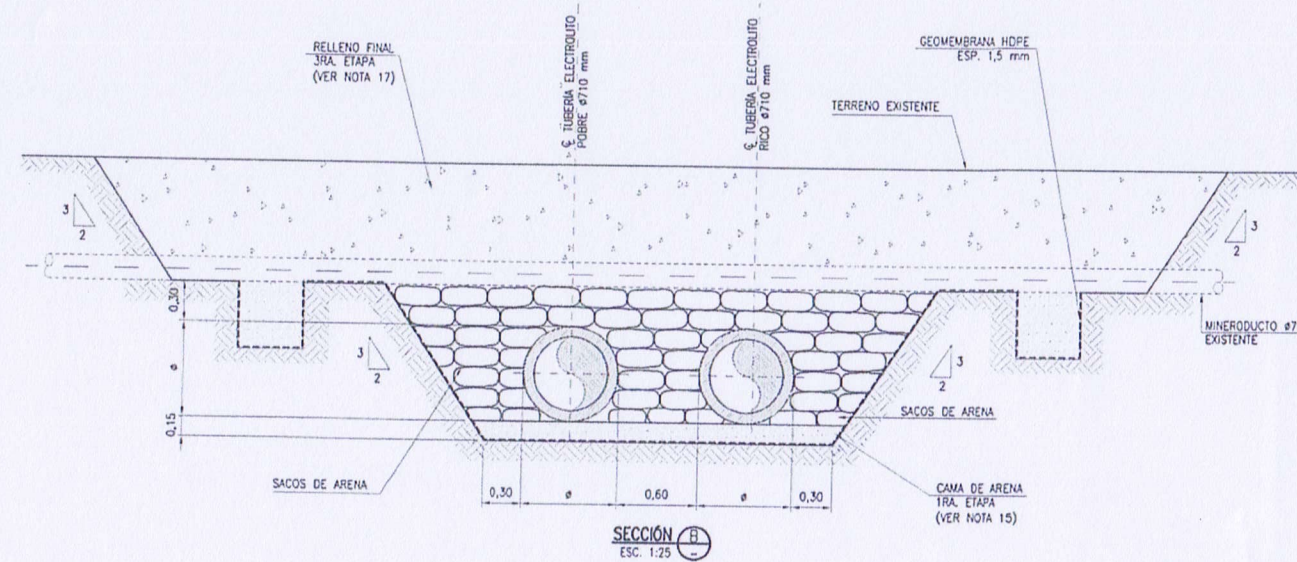 RELLENO FINAL
3RA. ETAPA
(VER NOTA 17)
℄ TUBERÍA ELECTROLITO
POBRE ø710 mm
℄ TUBERÍA ELECTROLITO
RICO ø710 mm
GEOMEMBRANA HDPE
ESP. 1,5 mm
TERRENO EXISTENTE
3
2
3
2
0,30
ø
0,15
3
2
3
2
MINERODUCTO ø7
EXISTENTE
SACOS DE ARENA
SACOS DE ARENA
0,30
ø
0,60
ø
0,30
CAMA DE ARENA
1RA. ETAPA
(VER NOTA 15)
SECCIÓN B
ESC. 1:25
-